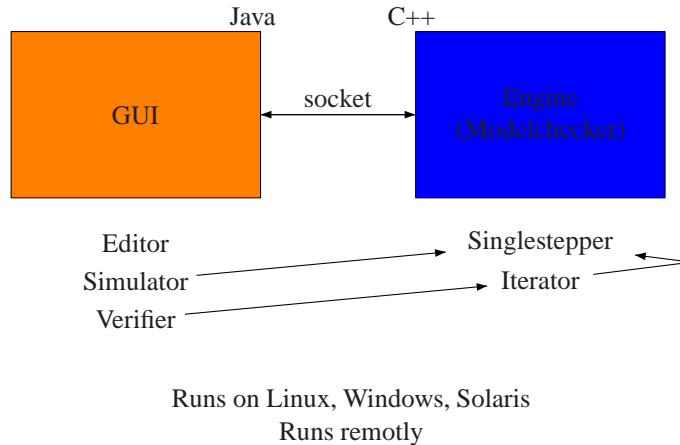 Java
C++
GUI
socket
Engine
(Modelchecker)
Editor
Singlestepper
Simulator
Iterator
Verifier
Runs on Linux, Windows, Solaris
Runs remotly